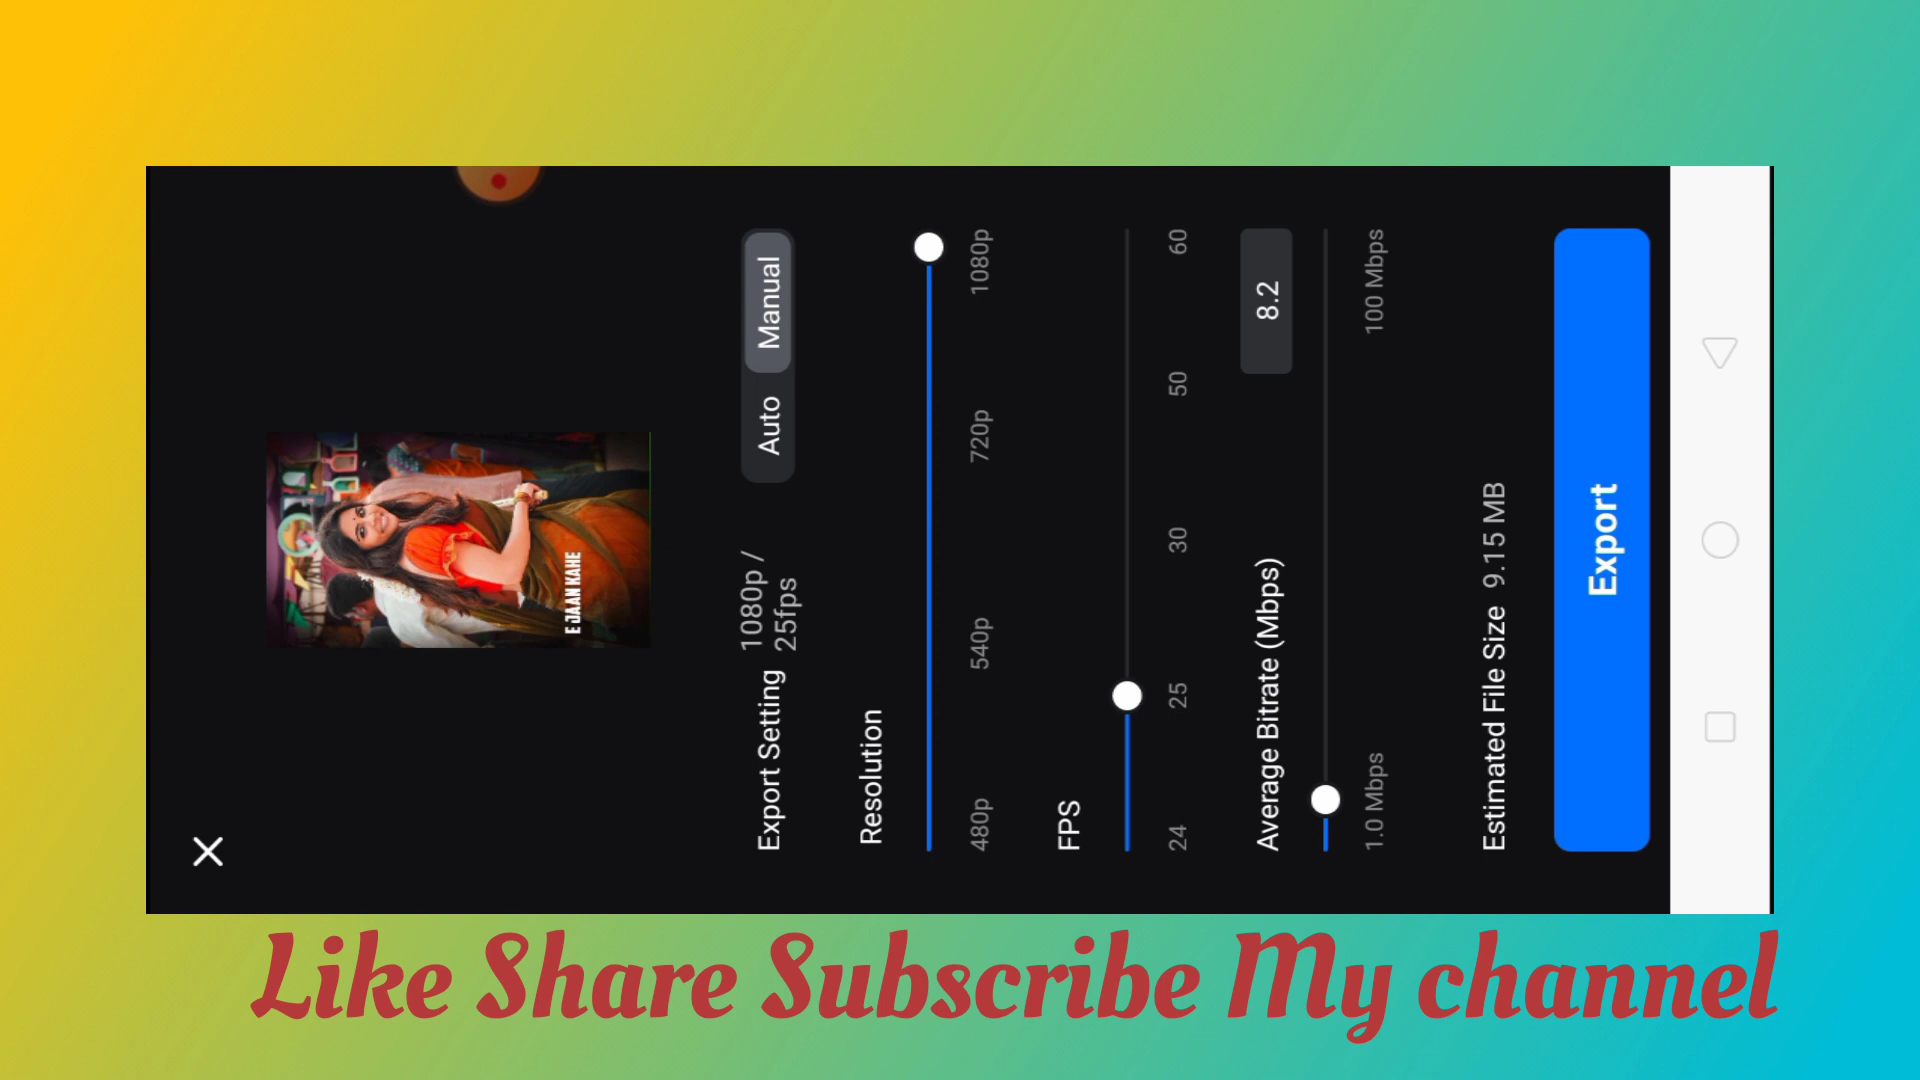 E JAAN KAHE
Export Setting 1080p /
25fps
Auto Manual
Resolution
480p 540p 720p 1080p
FPS
24 25 30 50 60
Average Bitrate (Mbps) 8.2
1.0 Mbps 100 Mbps
Estimated File Size 9.15 MB
Export
Like Share Subscribe My channel